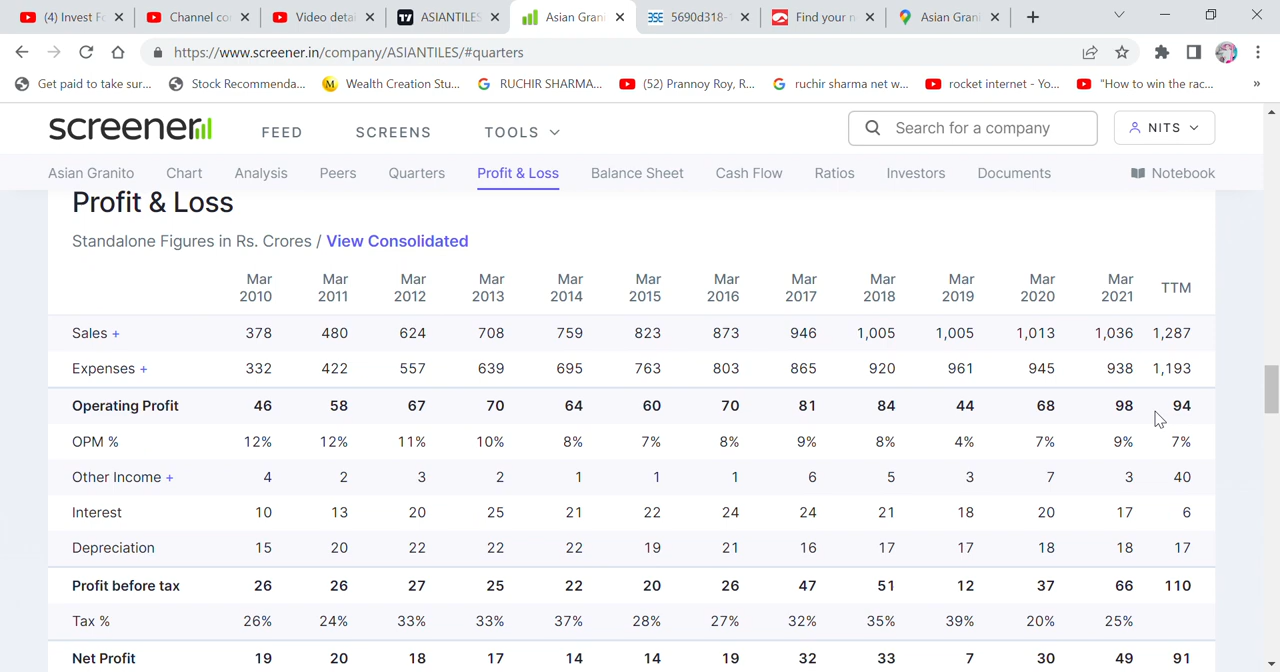 (4) Invest Fo
Channel co
Video detai
ASIANTILES
Asian Grani
5690d318-
Find your n
Asian Gran
https://www.screener.in/company/ASIANTILES/#quarters
Get paid to take sur...
Stock Recommenda...
Wealth Creation Stu...
RUCHIR SHARMA...
(52) Prannoy Roy, R...
ruchir sharma net w...
rocket internet - Yo...
"How to win the rac...
»
screener
FEED
SCREENS
TOOLS
Search for a company
NITS
Asian Granito
Chart
Analysis
Peers
Quarters
Profit & Loss
Balance Sheet
Cash Flow
Ratios
Investors
Documents
Notebook
Profit & Loss
Standalone Figures in Rs. Crores / View Consolidated
Mar 2010 Mar 2011 Mar 2012 Mar 2013 Mar 2014 Mar 2015 Mar 2016 Mar 2017 Mar 2018 Mar 2019 Mar 2020 Mar 2021 TTM
Sales + 378 480 624 708 759 823 873 946 1,005 1,005 1,013 1,036 1,287
Expenses + 332 422 557 639 695 763 803 865 920 961 945 938 1,193
Operating Profit 46 58 67 70 64 60 70 81 84 44 68 98 94
OPM % 12% 12% 11% 10% 8% 7% 8% 9% 8% 4% 7% 9% 7%
Other Income + 4 2 3 2 1 1 1 6 5 3 7 3 40
Interest 10 13 20 25 21 22 24 24 21 18 20 17 6
Depreciation 15 20 22 22 22 19 21 16 17 17 18 18 17
Profit before tax 26 26 27 25 22 20 26 47 51 12 37 66 110
Tax % 26% 24% 33% 33% 37% 28% 27% 32% 35% 39% 20% 25%
Net Profit 19 20 18 17 14 14 19 32 33 7 30 49 91